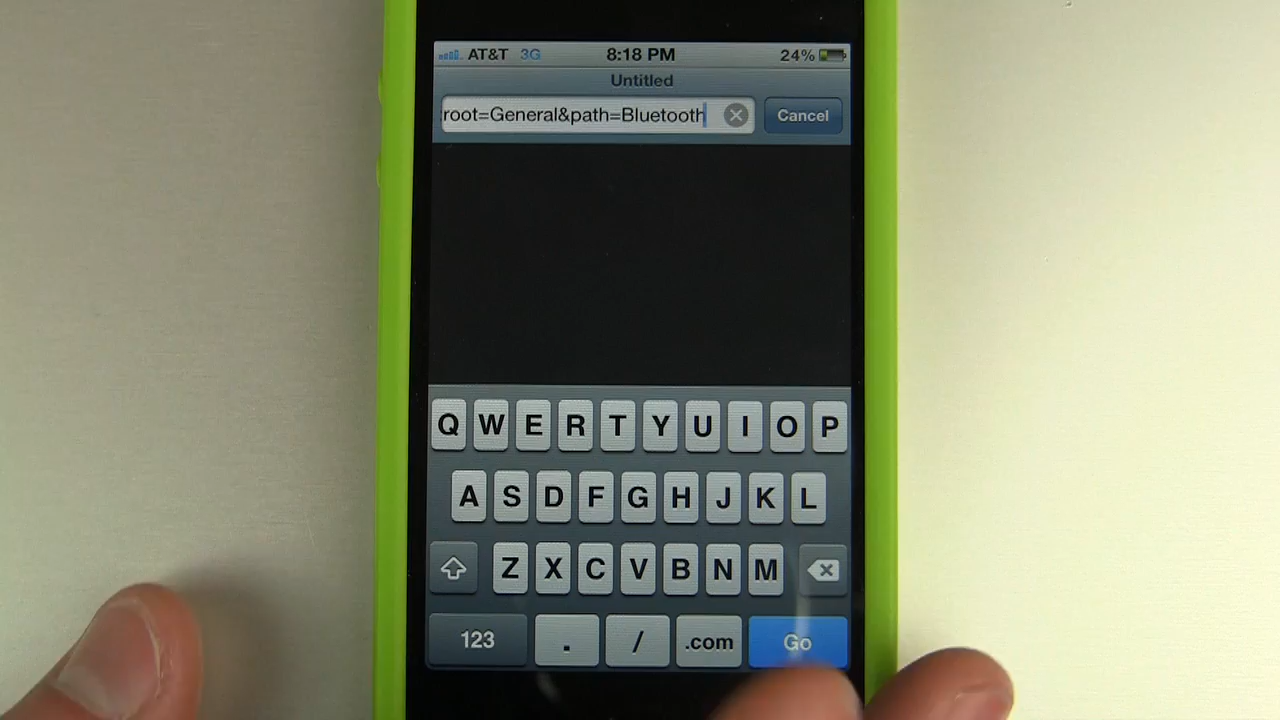 AT&T 3G 8:18 PM 24%
Untitled
root=General&path=Bluetooth Cancel
Q W E R T Y U I O P
A S D F G H J K L
Z X C V B N M
123 . / .com Go